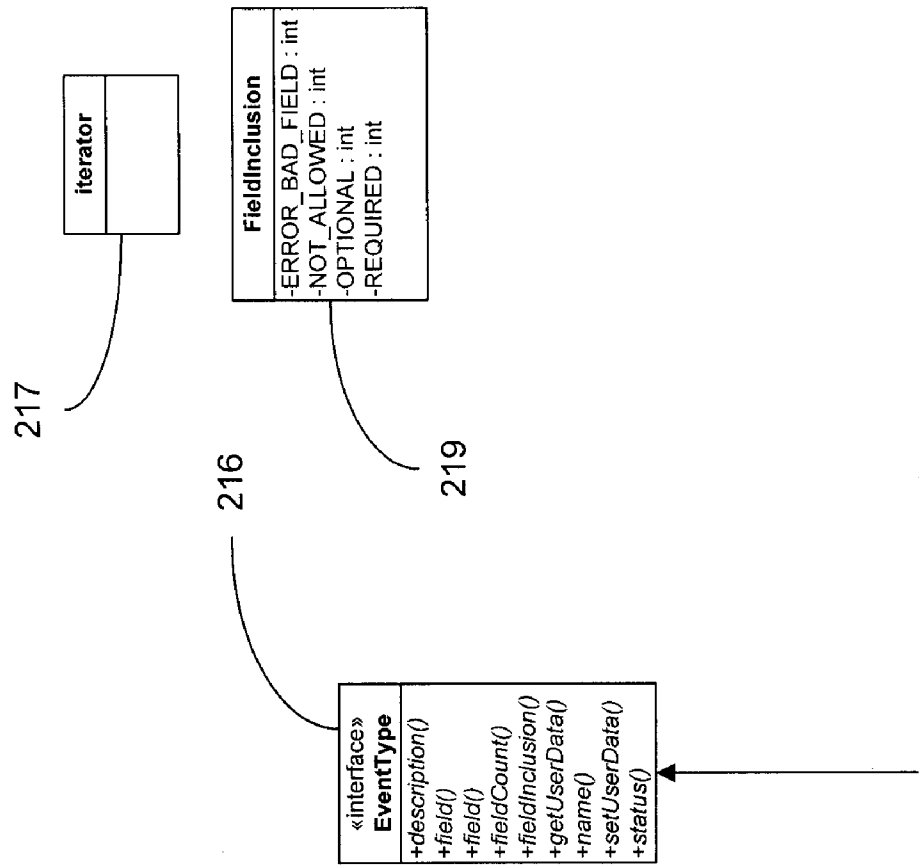 217
iterator
FieldInclusion
-ERROR_BAD_FIELD : int
-NOT_ALLOWED : int
-OPTIONAL : int
-REQUIRED : int
219
216
«interface»
EventType
+description()
+field()
+field()
+fieldCount()
+fieldInclusion()
+getUserData()
+name()
+setUserData()
+status()